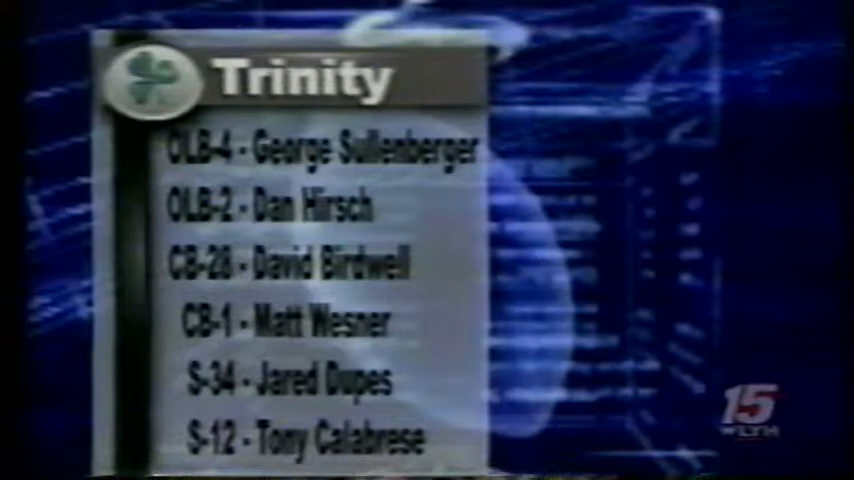 Trinity
OLB-4 - George Sullenberger
OLB-2 - Dan Hirsch
CB-28 - David Birdwell
CB-1 - Matt Wesner
S-34 - Jared Dupes
S-12 - Tony Calabrese
15
WLYH